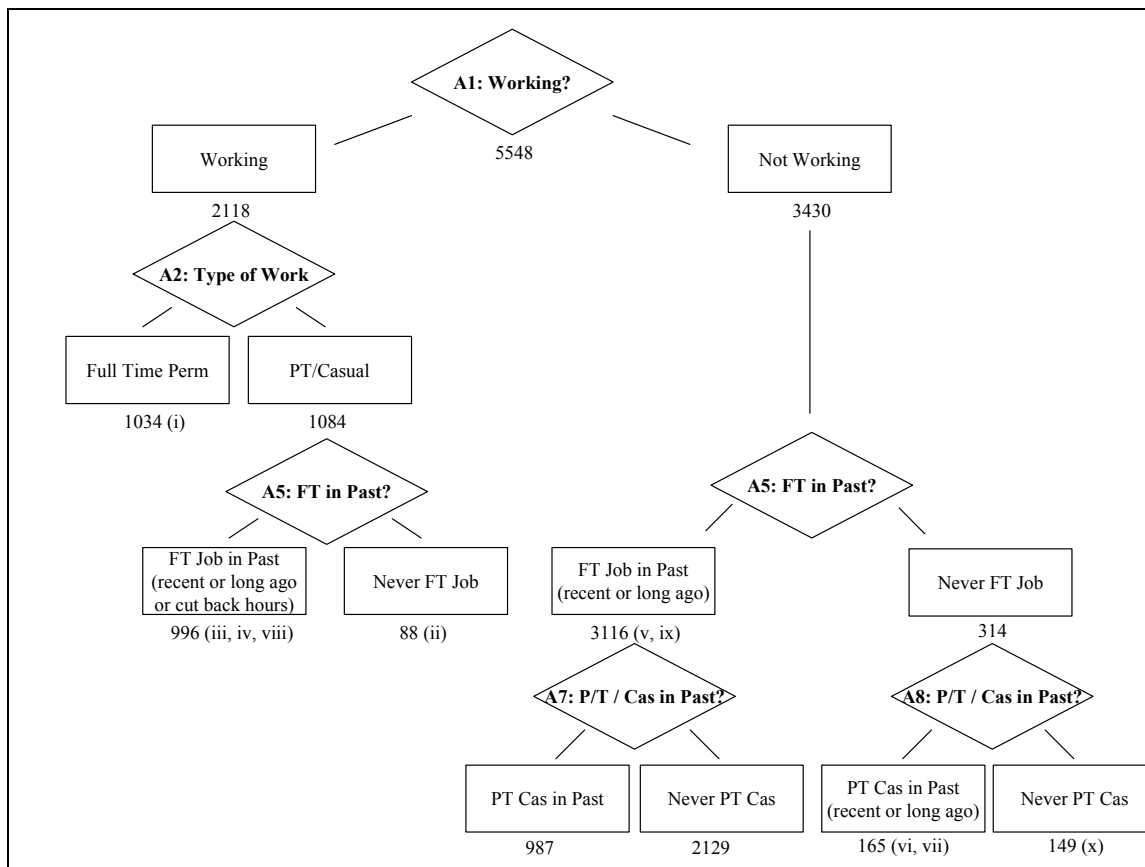 A1: Working?
5548
Working
Not Working
2118
3430
A2: Type of Work
Full Time Perm
PT/Casual
1034 (i)
1084
A5: FT in Past?
A5: FT in Past?
FT Job in Past
(recent or long ago
or cut back hours)
Never FT Job
FT Job in Past
(recent or long ago)
Never FT Job
996 (iii, iv, viii)
88 (ii)
3116 (v, ix)
314
A7: P/T / Cas in Past?
A8: P/T / Cas in Past?
PT Cas in Past
Never PT Cas
PT Cas in Past
(recent or long ago)
Never PT Cas
987
2129
165 (vi, vii)
149 (x)